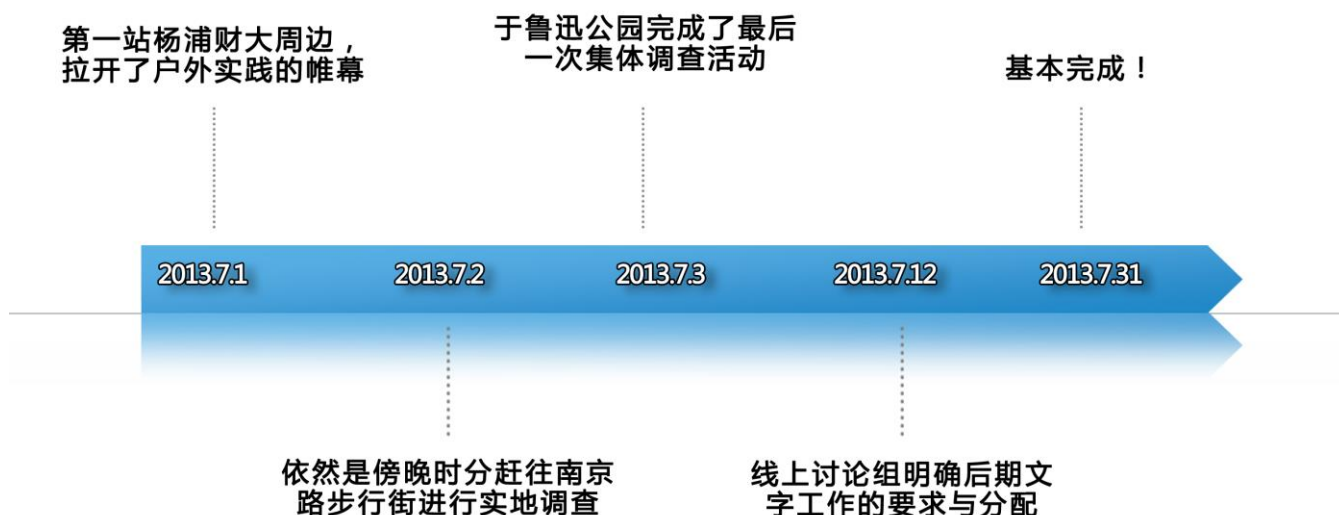 第一站杨浦财大周边，
拉开了户外实践的帷幕
于鲁迅公园完成了最后
一次集体调查活动
基本完成！
2013.7.1
2013.7.2
2013.7.3
2013.7.12
2013.7.31
依然是傍晚时分赶往南京
路步行街进行实地调查
线上讨论组明确后期文
字工作的要求与分配